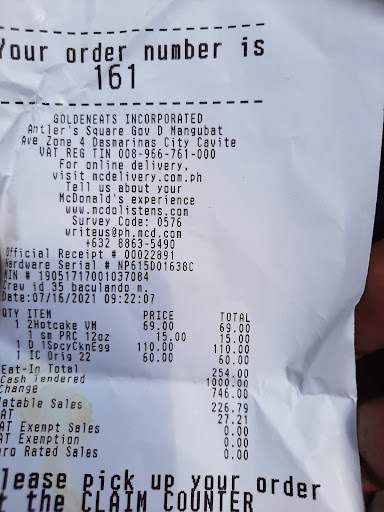 Your order number is
161
GOLDENEATS INCORPORATED
Antler's Square Gov D Mangubat
Ave Zone 4 Dasmarinas City Cavite
VAT REG TIN 008-966-761-000
For online delivery,
visit mcdelivery.com.ph
Tell us about your
McDonald's experience
www.mcdolistens.com
Survey Code: 0576
writeus@ph.mcd.com
+632 8863-5490
Official Receipt # 00022084
Hardware Serial # NP615D01638C
MIN # 19051717001037084
Crew id 35 baculando m.
Date:07/16/2021 09:22:07
QTY ITEM PRICE TOTAL
1 2Hotcake VM 69.00 69.00
1 sm PRC 12oz 15.00 15.00
1 D 1SpcyCknEgg 110.00 110.00
1 IC Orig 22 60.00 60.00
Eat-In Total 254.00
Cash Tendered 1000.00
Change 746.00
atable Sales 226.79
AT 27.21
AT Exempt Sales 0.00
AT Exemption 0.00
ero Rated Sales 0.00
lease pick up your order
t the CLAIM COUNTER